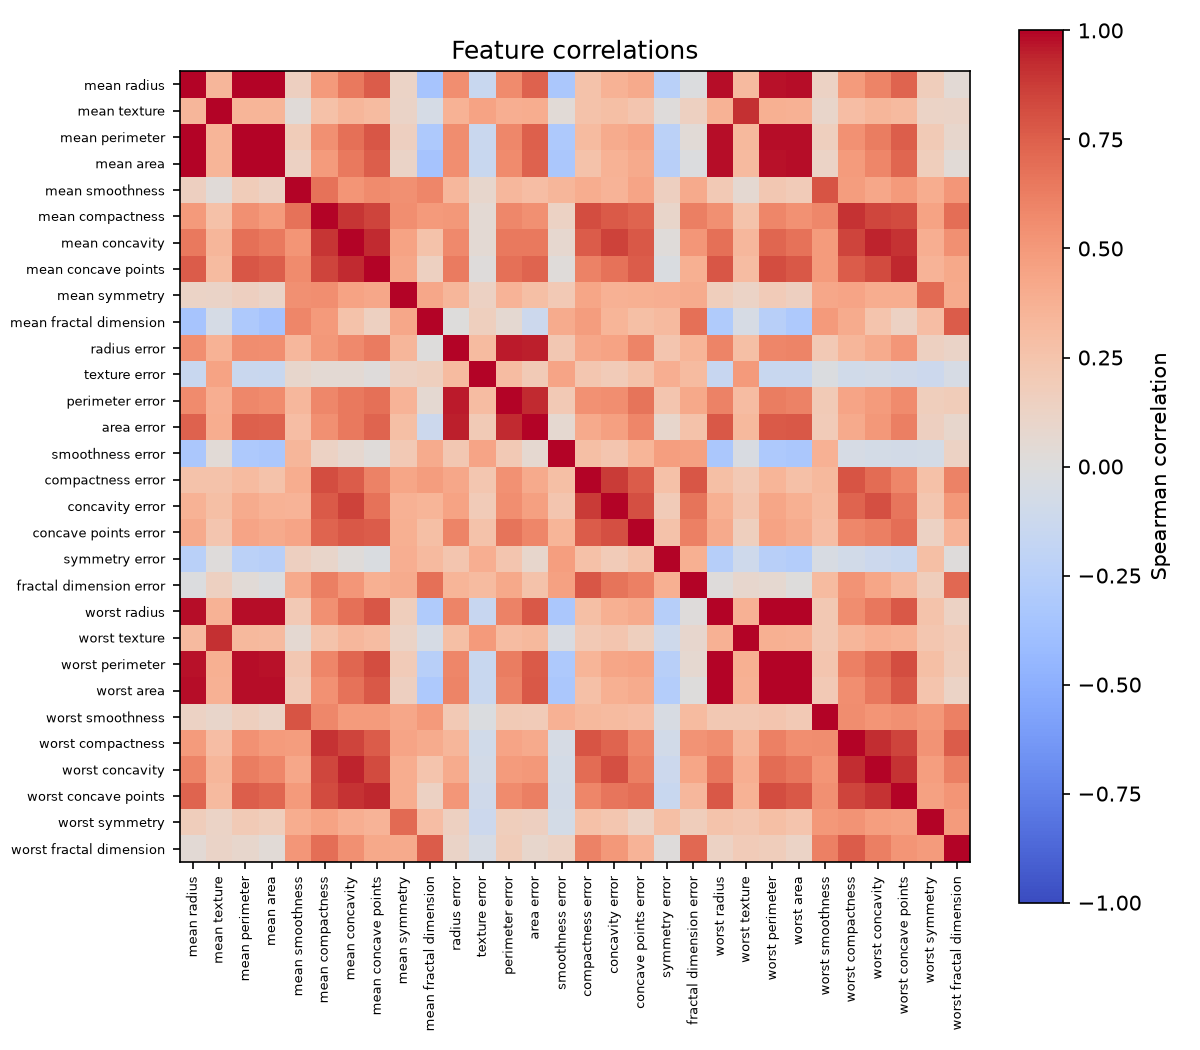 Feature correlations
mean radius
mean texture
mean perimeter
mean area
mean smoothness
mean compactness
mean concavity
mean concave points
mean symmetry
mean fractal dimension
radius error
texture error
perimeter error
area error
smoothness error
compactness error
concavity error
concave points error
symmetry error
fractal dimension error
worst radius
worst texture
worst perimeter
worst area
worst smoothness
worst compactness
worst concavity
worst concave points
worst symmetry
worst fractal dimension
mean radius
mean texture
mean perimeter
mean area
mean smoothness
mean compactness
mean concavity
mean concave points
mean symmetry
mean fractal dimension
radius error
texture error
perimeter error
area error
smoothness error
compactness error
concavity error
concave points error
symmetry error
fractal dimension error
worst radius
worst texture
worst perimeter
worst area
worst smoothness
worst compactness
worst concavity
worst concave points
worst symmetry
worst fractal dimension
1.00
0.75
0.50
0.25
0.00
−0.25
−0.50
−0.75
−1.00
Spearman correlation